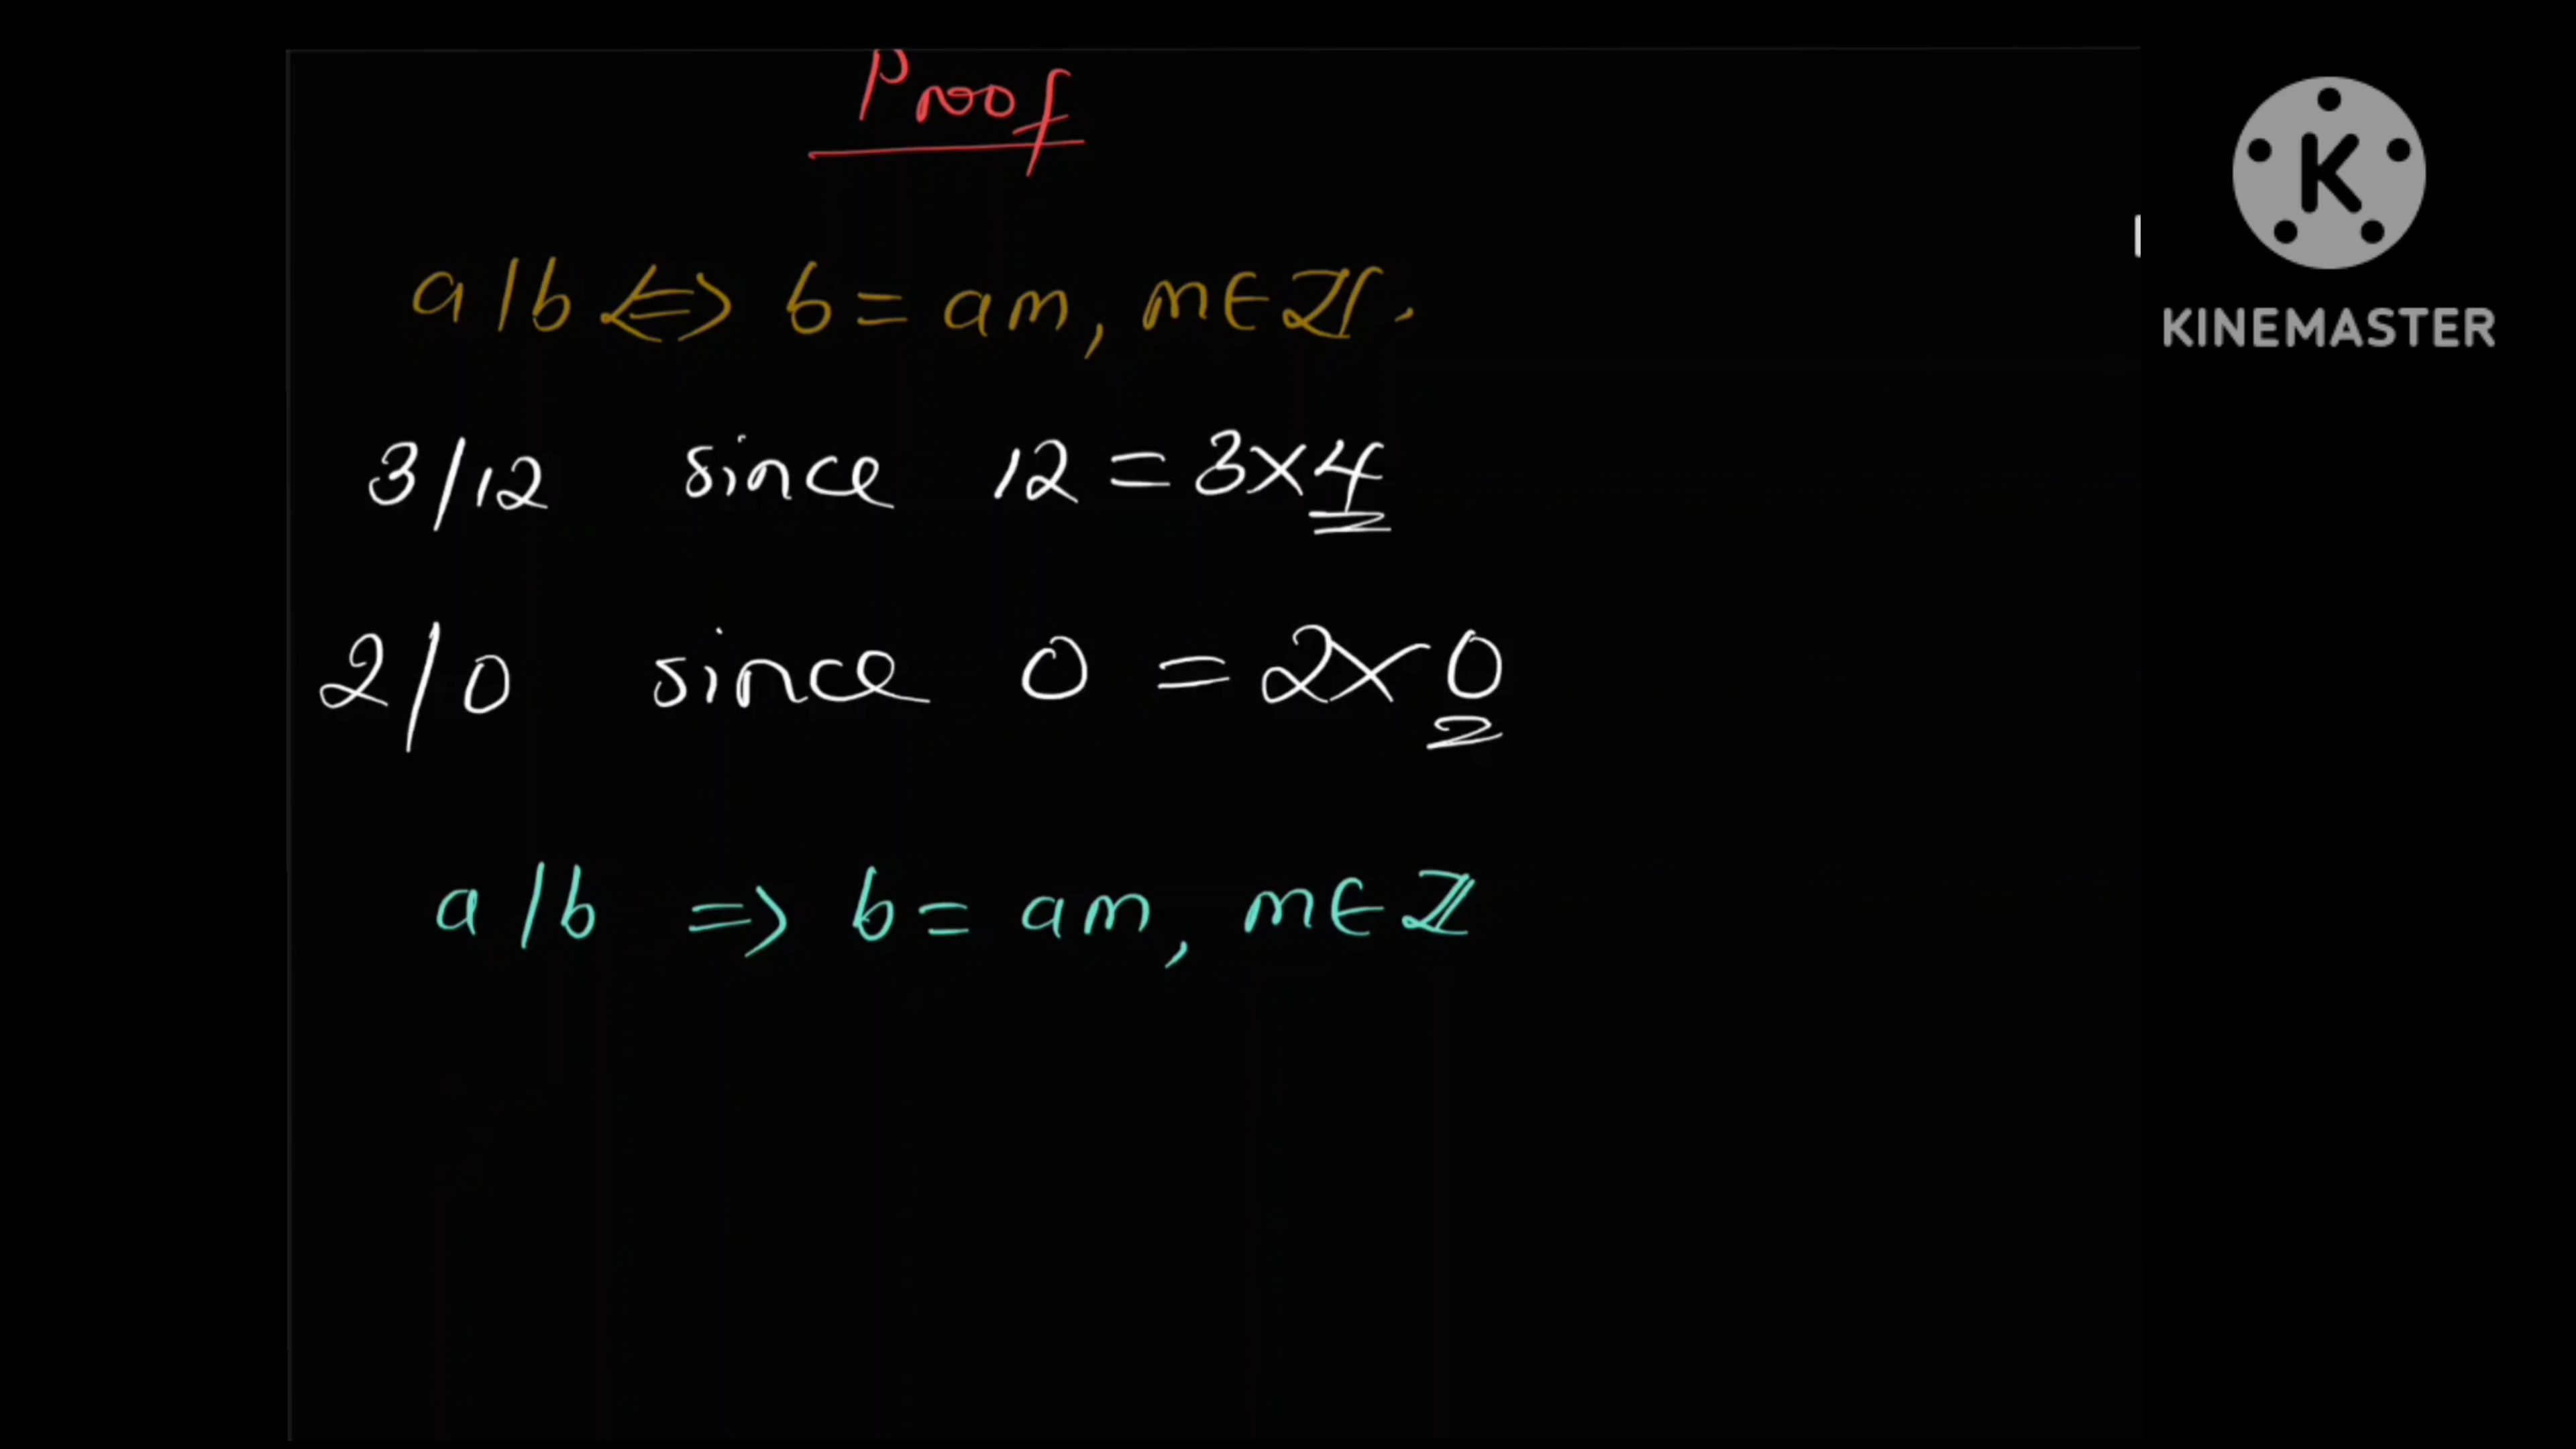 Proof
K
KINEMASTER
a/b <=> b = am, m∈ℤ.
3/12 since 12 = 3×4
2/0 since 0 = 2×0
a/b => b = am, m∈ℤ